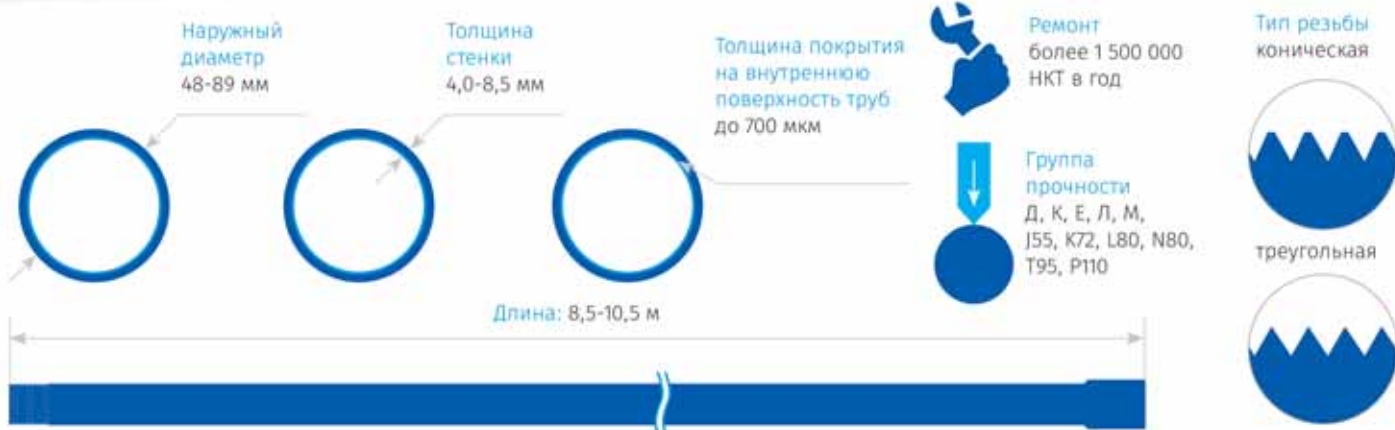 Наружный
диаметр
48-89 мм
Толщина
стенки
4,0-8,5 мм
Толщина покрытия
на внутреннюю
поверхность труб
до 700 мкм
Ремонт
более 1 500 000
НКТ в год
Группа
прочности
Д, К, Е, Л, М,
J55, K72, L80, N80,
T95, P110
Тип резьбы
коническая
треугольная
Длина: 8,5-10,5 м